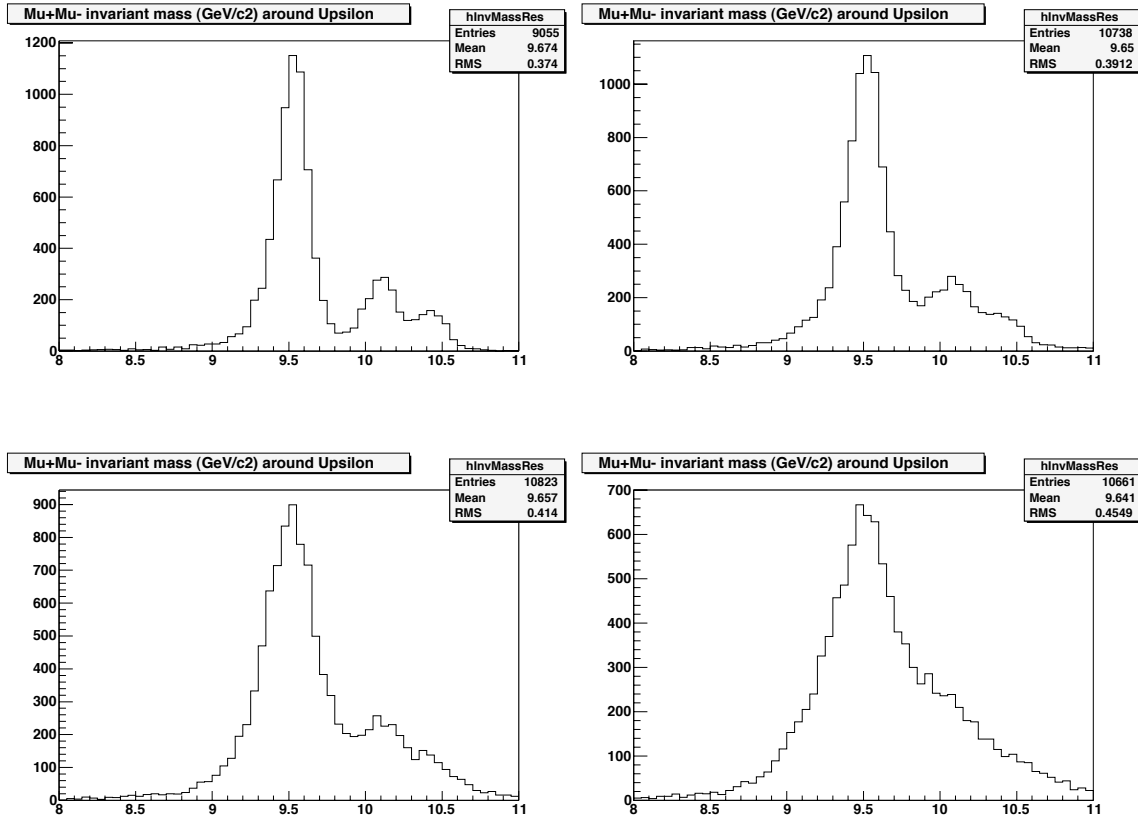 Mu+Mu- invariant mass (GeV/c2) around Upsilon
hInvMassRes
Entries 9055
Mean 9.674
RMS 0.374
1200
1000
800
600
400
200
0
8 8.5 9 9.5 10 10.5 11
Mu+Mu- invariant mass (GeV/c2) around Upsilon
hInvMassRes
Entries 10738
Mean 9.65
RMS 0.3912
1000
800
600
400
200
0
8 8.5 9 9.5 10 10.5 11
Mu+Mu- invariant mass (GeV/c2) around Upsilon
hInvMassRes
Entries 10823
Mean 9.657
RMS 0.414
900
800
700
600
500
400
300
200
100
0
8 8.5 9 9.5 10 10.5 11
Mu+Mu- invariant mass (GeV/c2) around Upsilon
hInvMassRes
Entries 10661
Mean 9.641
RMS 0.4549
700
600
500
400
300
200
100
0
8 8.5 9 9.5 10 10.5 11